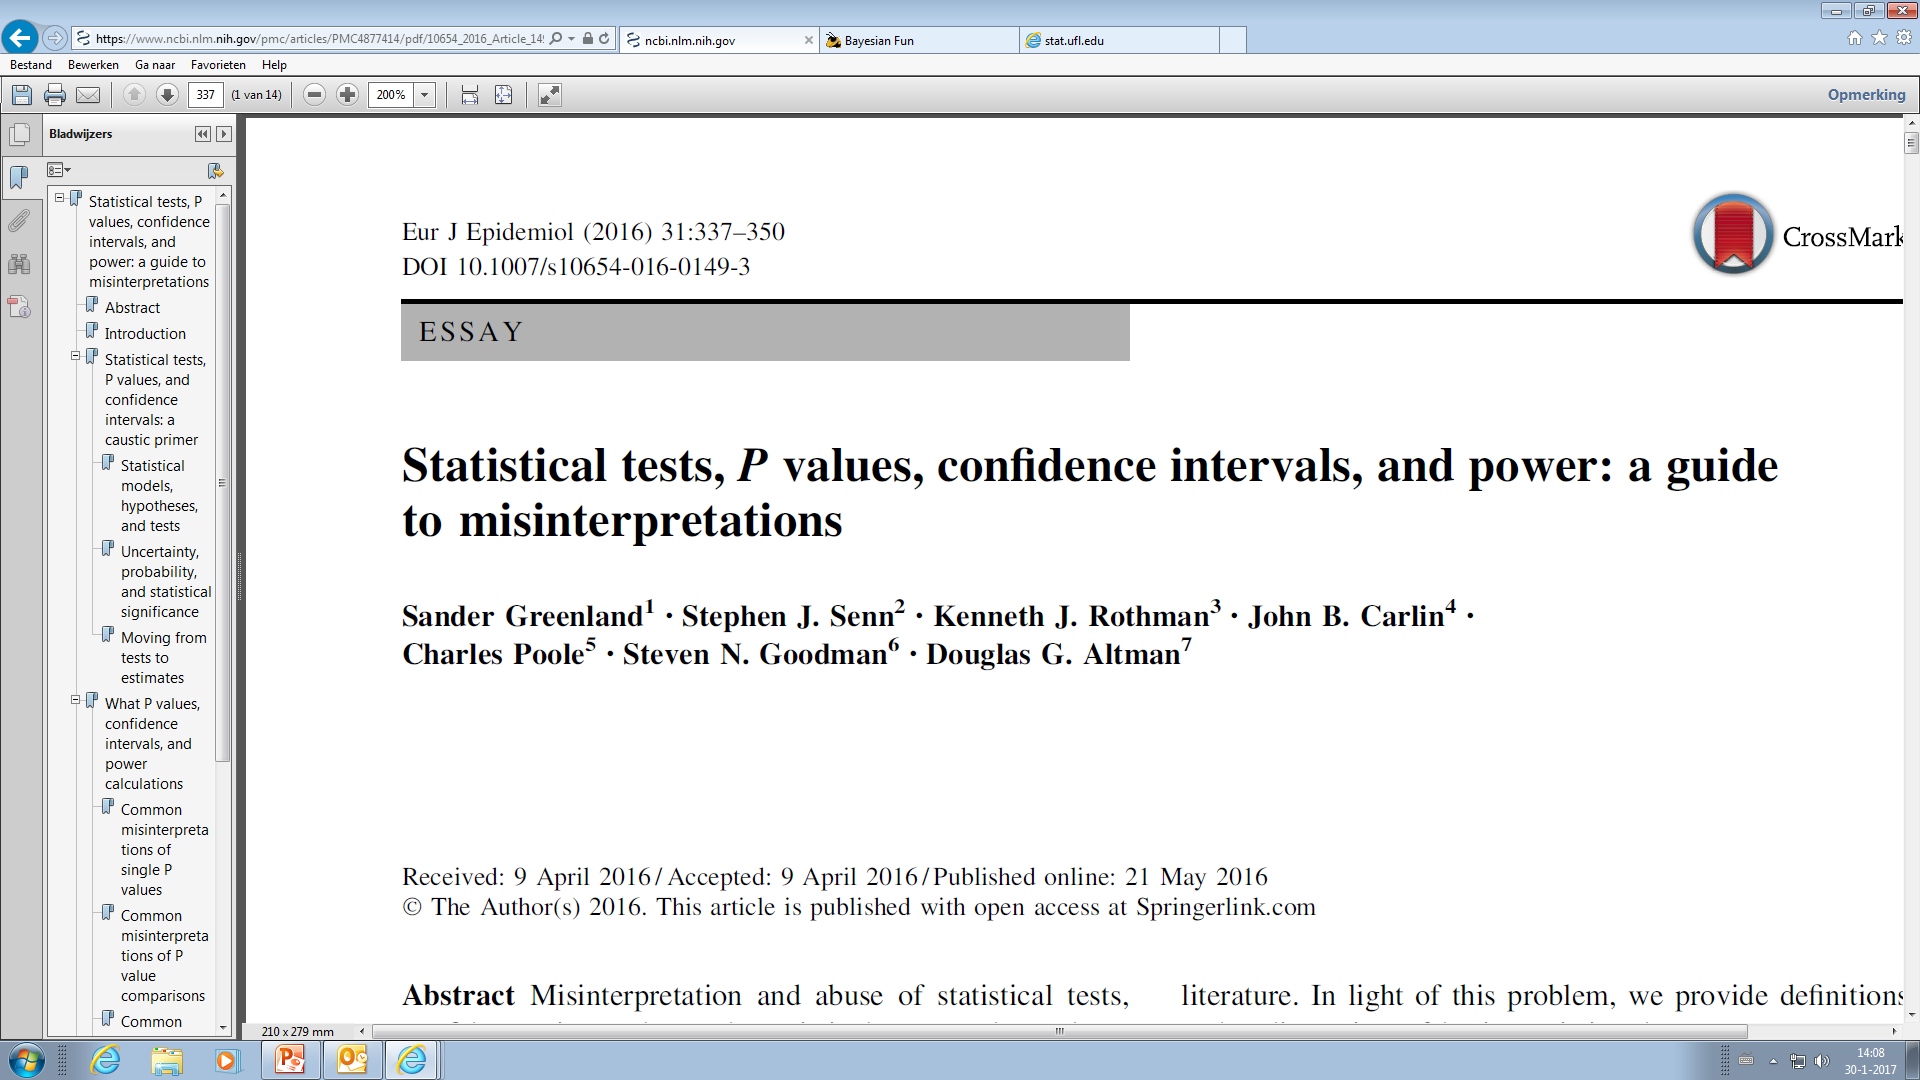 https://www.ncbi.nlm.nih.gov/pmc/articles/PMC4877414/pdf/10654_2016_Article_149
ncbi.nlm.nih.gov
Bayesian Fun
stat.ufl.edu
Bestand Bewerken Ga naar Favorieten Help
337 (1 van 14) 200% Opmerking
Bladwijzers
Statistical tests, P
values, confidence
intervals, and
power: a guide to
misinterpretations
Abstract
Introduction
Statistical tests,
P values, and
confidence
intervals: a
caustic primer
Statistical
models,
hypotheses,
and tests
Uncertainty,
probability,
and statistical
significance
Moving from
tests to
estimates
What P values,
confidence
intervals, and
power
calculations
Common
misinterpreta
tions of
single P
values
Common
misinterpreta
tions of P
value
comparisons
Common
Eur J Epidemiol (2016) 31:337–350
DOI 10.1007/s10654-016-0149-3
CrossMark
ESSAY
Statistical tests, P values, confidence intervals, and power: a guide
to misinterpretations
Sander Greenland1 · Stephen J. Senn2 · Kenneth J. Rothman3 · John B. Carlin4 ·
Charles Poole5 · Steven N. Goodman6 · Douglas G. Altman7
Received: 9 April 2016 / Accepted: 9 April 2016 / Published online: 21 May 2016
© The Author(s) 2016. This article is published with open access at Springerlink.com
Abstract Misinterpretation and abuse of statistical tests,
literature. In light of this problem, we provide definitions
210 x 279 mm
14:08
30-1-2017